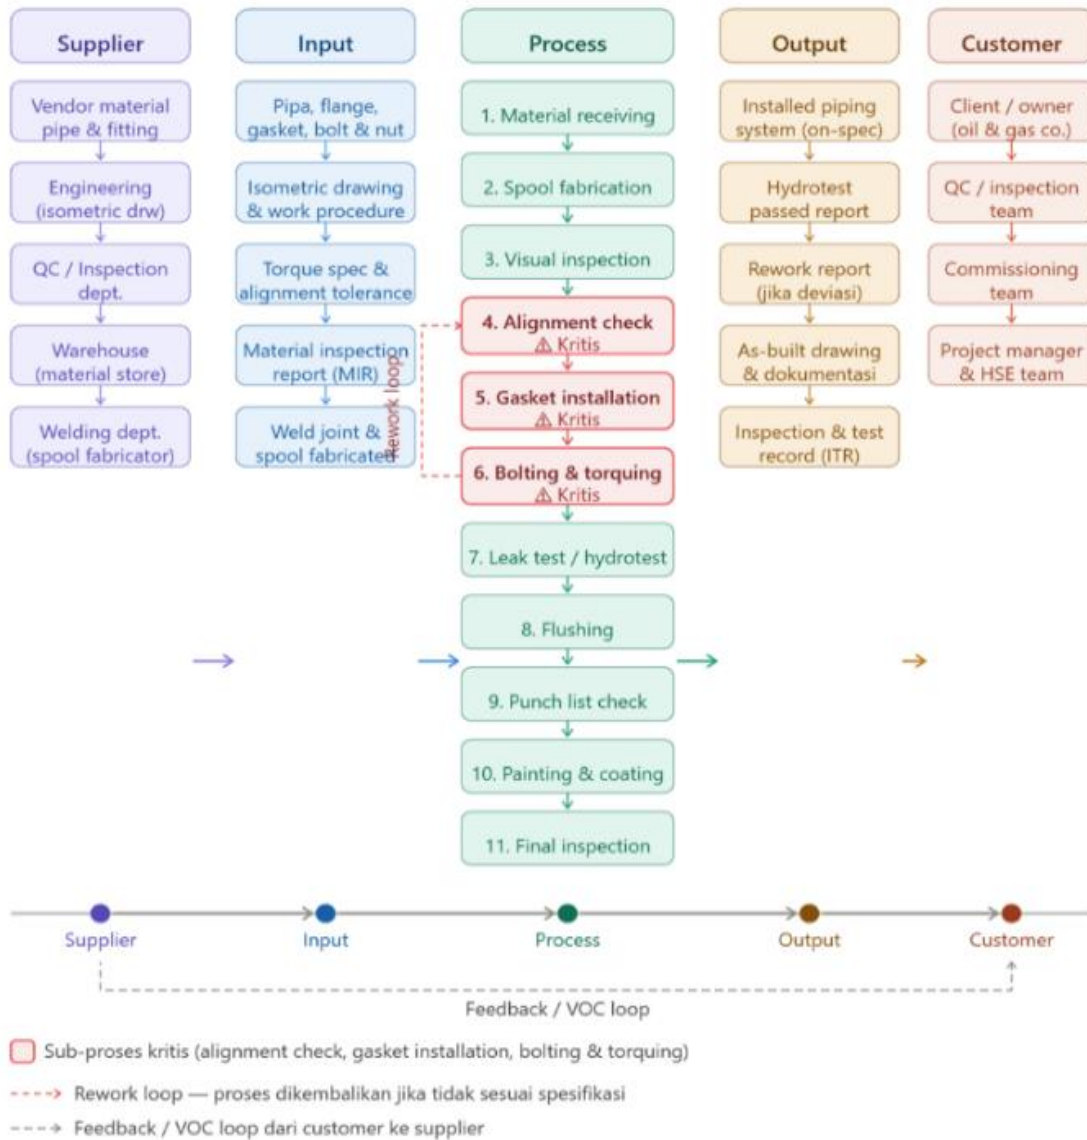 Supplier
Input
Process
Output
Customer
Vendor material
pipe & fitting
Engineering
(isometric drw)
QC / Inspection
dept.
Warehouse
(material store)
Welding dept.
(spool fabricator)
Pipa, flange,
gasket, bolt & nut
Isometric drawing
& work procedure
Torque spec &
alignment tolerance
Material inspection
report (MIR)
Weld joint &
spool fabricated
Rework loop
1. Material receiving
2. Spool fabrication
3. Visual inspection
4. Alignment check
⚠ Kritis
5. Gasket installation
⚠ Kritis
6. Bolting & torquing
⚠ Kritis
7. Leak test / hydrotest
8. Flushing
9. Punch list check
10. Painting & coating
11. Final inspection
Installed piping
system (on-spec)
Hydrotest
passed report
Rework report
(jika deviasi)
As-built drawing
& dokumentasi
Inspection & test
record (ITR)
Client / owner
(oil & gas co.)
QC / inspection
team
Commissioning
team
Project manager
& HSE team
Supplier
Input
Process
Output
Customer
Feedback / VOC loop
Sub-proses kritis (alignment check, gasket installation, bolting & torquing)
Rework loop — proses dikembalikan jika tidak sesuai spesifikasi
Feedback / VOC loop dari customer ke supplier